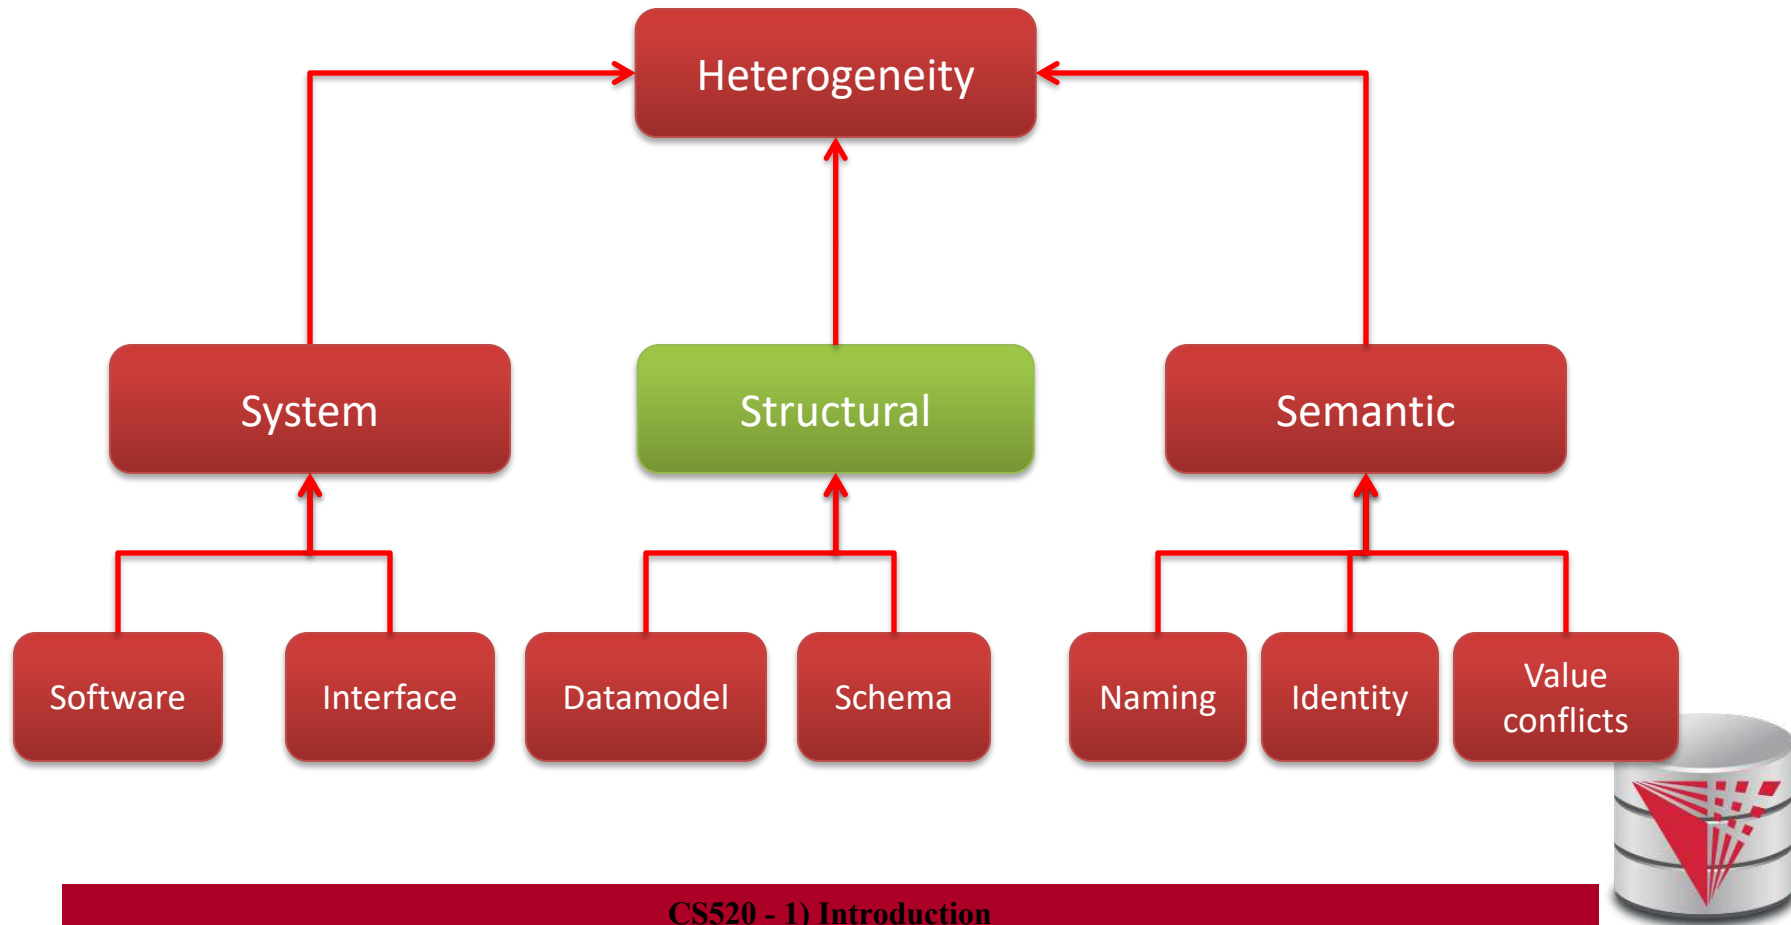 Heterogeneity
System
Structural
Semantic
Software
Interface
Datamodel
Schema
Naming
Identity
Value
conflicts
CS520 - 1) Introduction